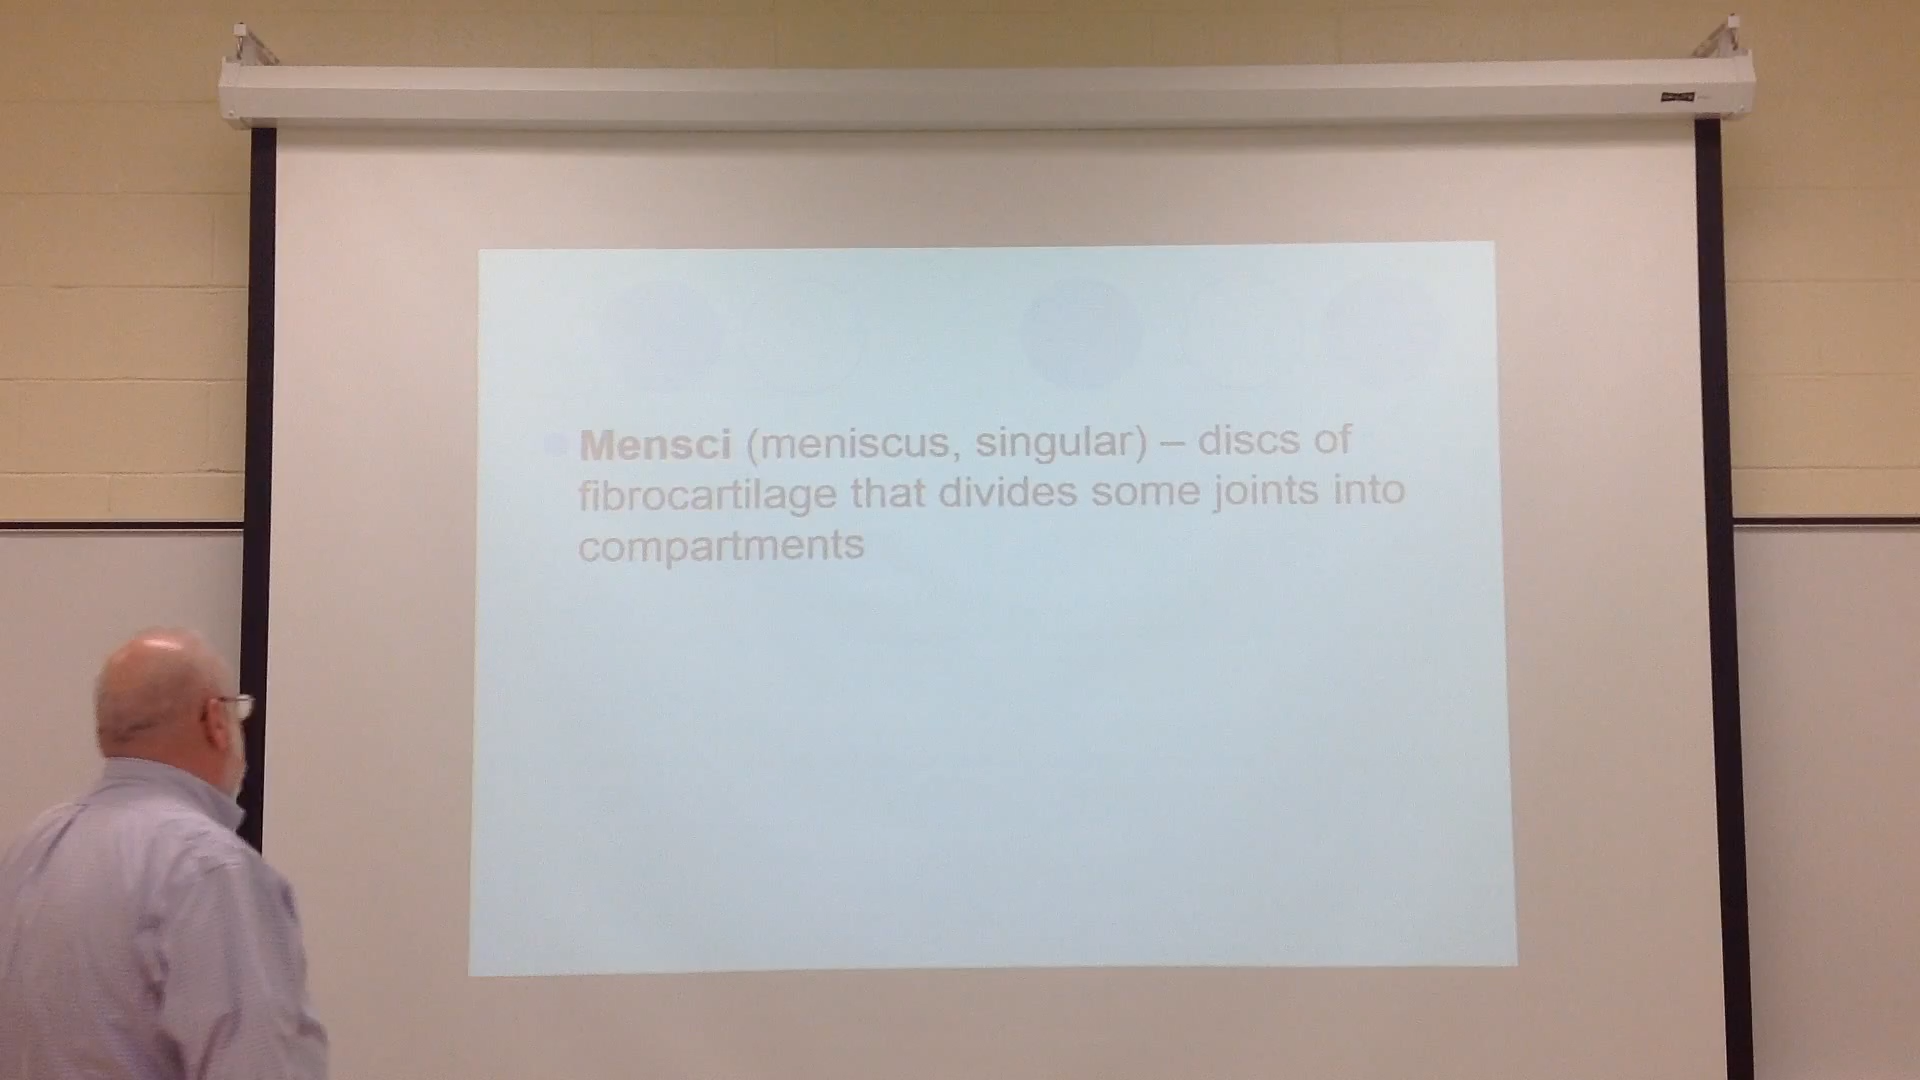 Mensci (meniscus, singular) – discs of
fibrocartilage that divides some joints into
compartments